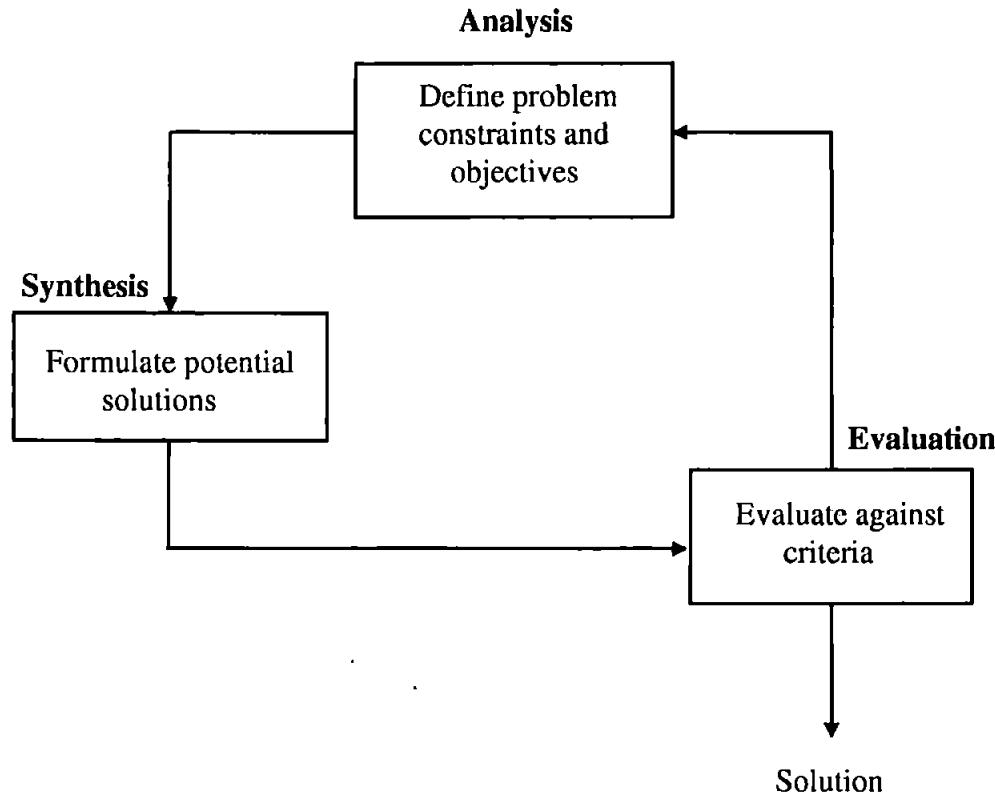 Analysis
Define problem
constraints and
objectives
Synthesis
Formulate potential
solutions
Evaluation
Evaluate against
criteria
Solution